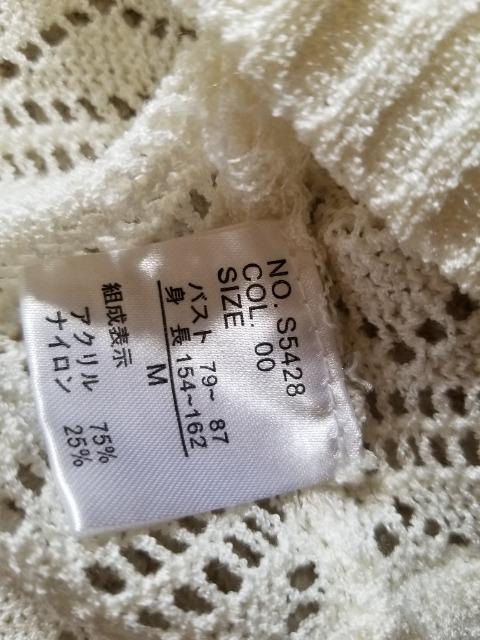 NO. S5428
COL. 00
SIZE
バスト 79~ 87
身 長 154~162
M
組成表示
アクリル 75%
ナイロン 25%